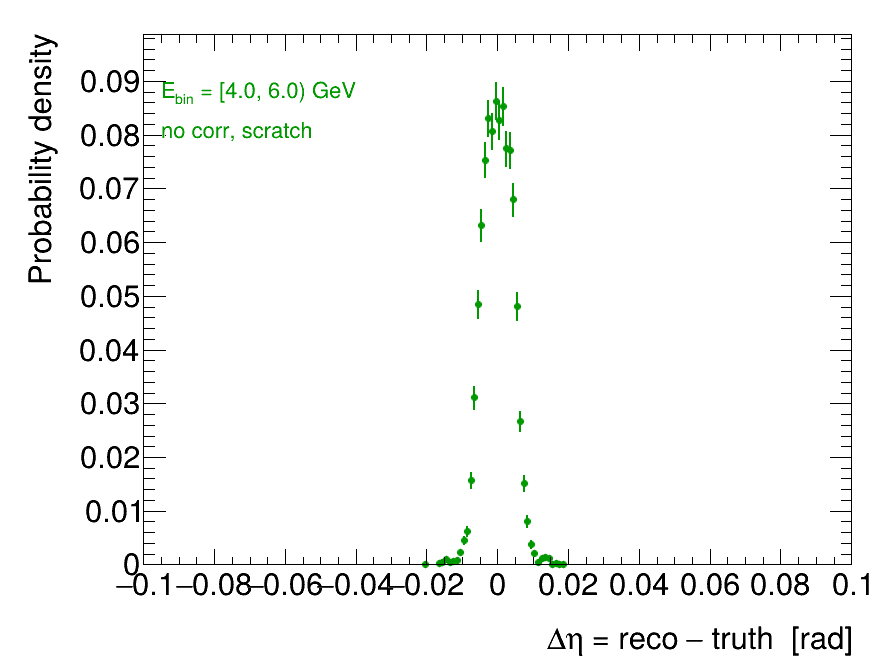 Probability density
0.09
0.08
0.07
0.06
0.05
0.04
0.03
0.02
0.01
0
E_bin = [4.0, 6.0) GeV
no corr, scratch
−0.1 −0.08 −0.06 −0.04 −0.02 0 0.02 0.04 0.06 0.08 0.1
Δη = reco − truth [rad]